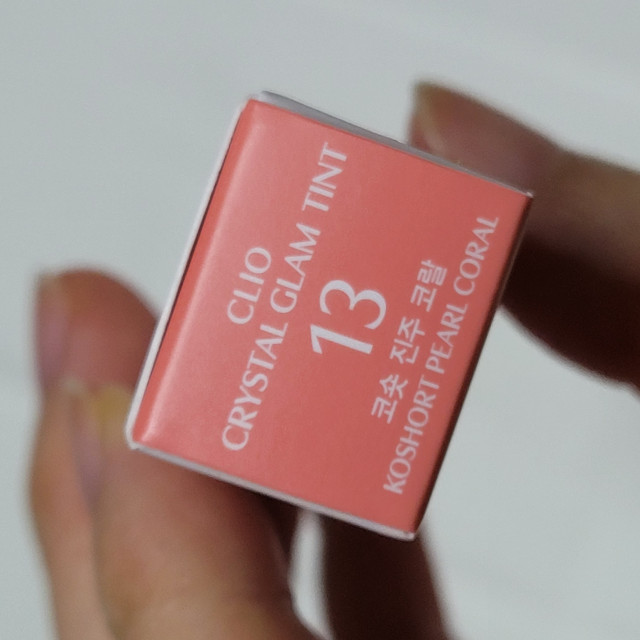 CLIO
CRYSTAL GLAM TINT
13
코숏 진주 코랄
KOSHORT PEARL CORAL